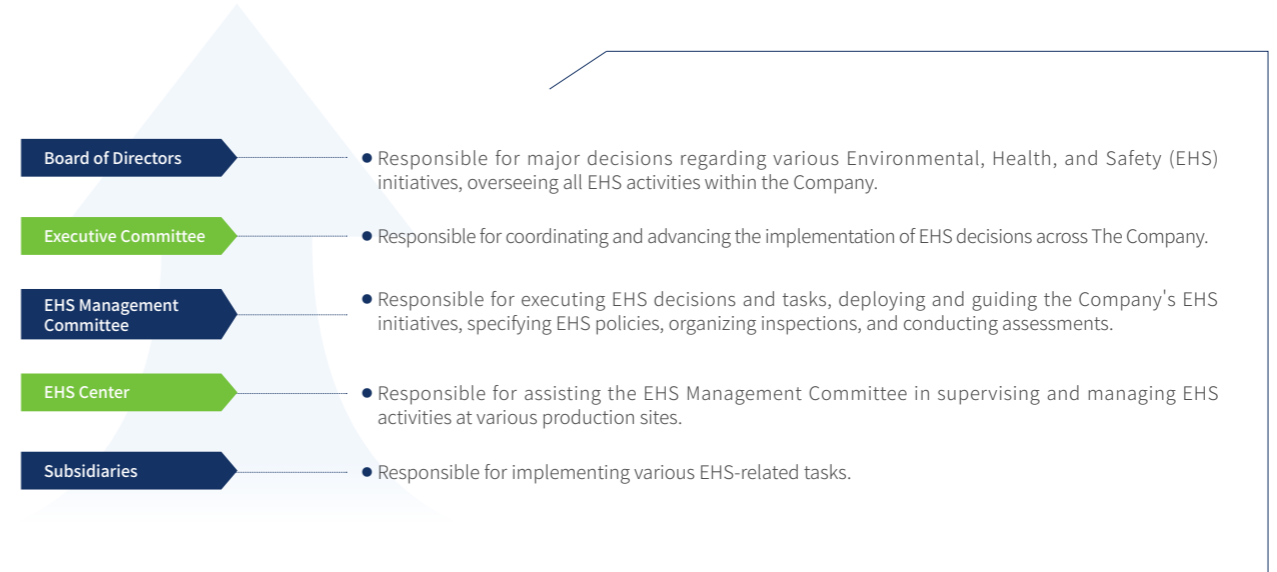 Board of Directors
Responsible for major decisions regarding various Environmental, Health, and Safety (EHS)
initiatives, overseeing all EHS activities within the Company.
Executive Committee
Responsible for coordinating and advancing the implementation of EHS decisions across The Company.
EHS Management
Committee
Responsible for executing EHS decisions and tasks, deploying and guiding the Company's EHS
initiatives, specifying EHS policies, organizing inspections, and conducting assessments.
EHS Center
Responsible for assisting the EHS Management Committee in supervising and managing EHS
activities at various production sites.
Subsidiaries
Responsible for implementing various EHS-related tasks.